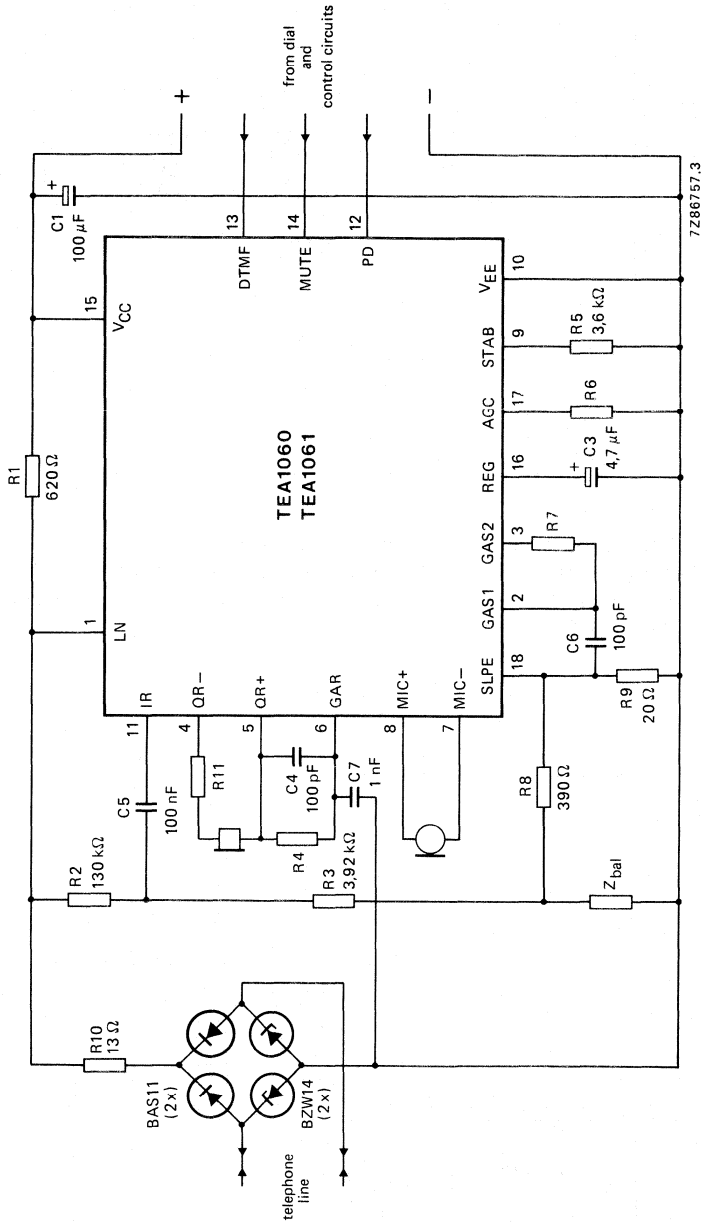 telephone
line
BAS11
(2x)
BZW14
(2x)
R10
13 Ω
R2
130 kΩ
C5
100 nF
R3
3,92 kΩ
R8
390 Ω
Zbal
R11
R4
C4
100 pF
C7
1 nF
11
IR
4
QR−
5
QR+
6
GAR
8
MIC+
7
MIC−
1
LN
R1
620 Ω
TEA1060
TEA1061
SLPE
18
GAS1
2
GAS2
3
REG
16
AGC
17
STAB
9
VEE
10
C6
100 pF
R9
20 Ω
R7
+
C3
4,7 μF
R6
R5
3,6 kΩ
15
VCC
C1
+
100 μF
13
DTMF
14
MUTE
12
PD
+
from dial
and
control circuits
−
7Z86757.3